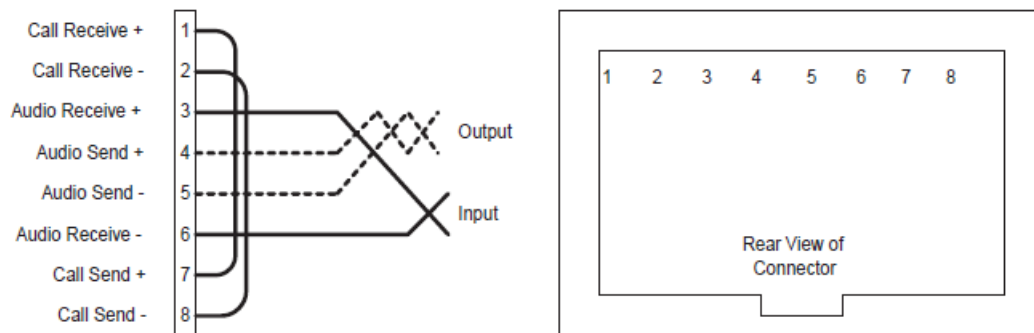 Call Receive +
1
Call Receive -
2
Audio Receive +
3
Audio Send +
4
Output
Audio Send -
5
Input
Audio Receive -
6
Call Send +
7
Call Send -
8
1 2 3 4 5 6 7 8
Rear View of
Connector